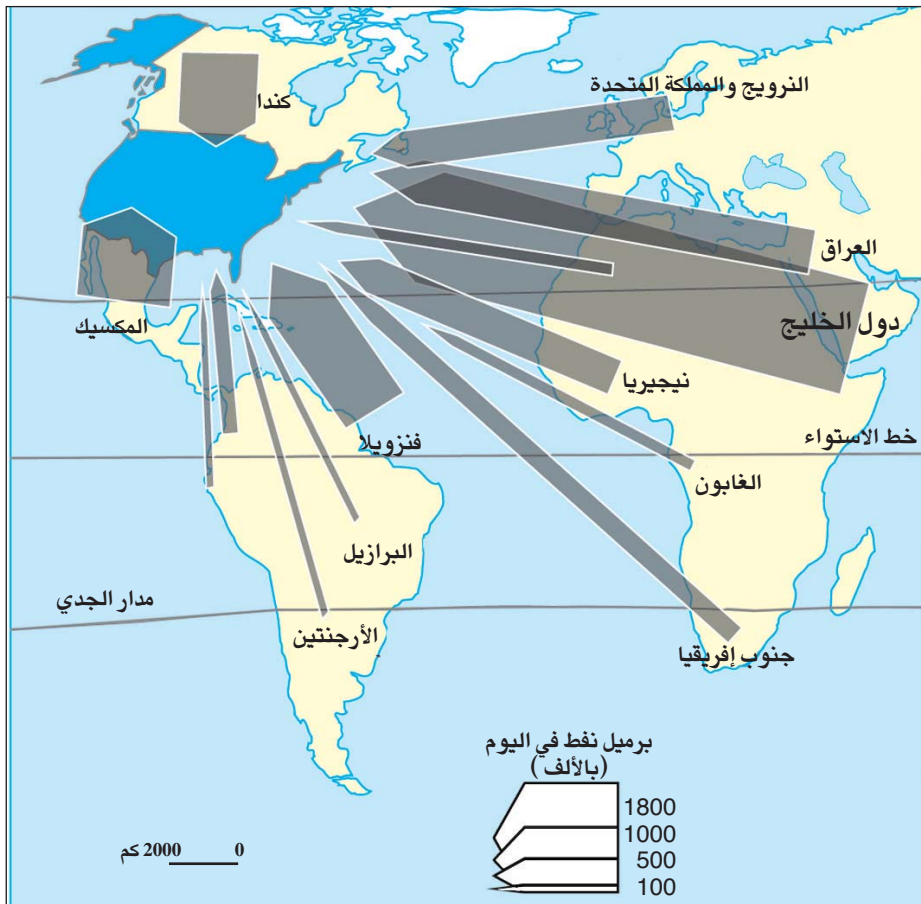 النرويج والمملكة المتحدة
كندا
العراق
دول الخليج
المكسيك
نيجيريا
فنزويلا
خط الاستواء
الغابون
البرازيل
مدار الجدي
الأرجنتين
جنوب إفريقيا
برميل نفط في اليوم
(بالألف)
1800
1000
500
100
0 2000 كم